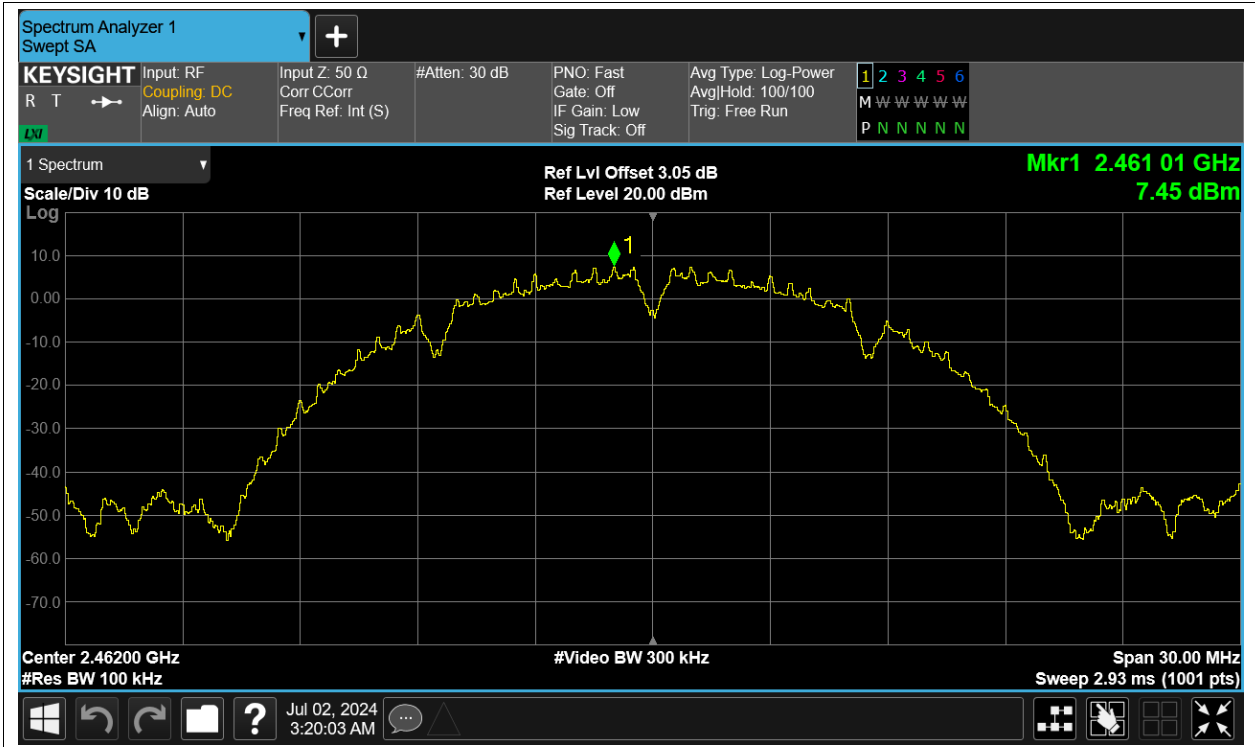 Spectrum Analyzer 1
Swept SA
KEYSIGHT
R T
LXI
Input: RF
Coupling: DC
Align: Auto
Input Z: 50 Ω
Corr CCorr
Freq Ref: Int (S)
#Atten: 30 dB
PNO: Fast
Gate: Off
IF Gain: Low
Sig Track: Off
Avg Type: Log-Power
Avg|Hold: 100/100
Trig: Free Run
1 2 3 4 5 6
M W W W W W
P N N N N N
1 Spectrum
Scale/Div 10 dB
Log
Ref Lvl Offset 3.05 dB
Ref Level 20.00 dBm
Mkr1 2.461 01 GHz
7.45 dBm
1
10.0
0.00
-10.0
-20.0
-30.0
-40.0
-50.0
-60.0
-70.0
Center 2.46200 GHz
#Res BW 100 kHz
#Video BW 300 kHz
Span 30.00 MHz
Sweep 2.93 ms (1001 pts)
?
Jul 02, 2024
3:20:03 AM